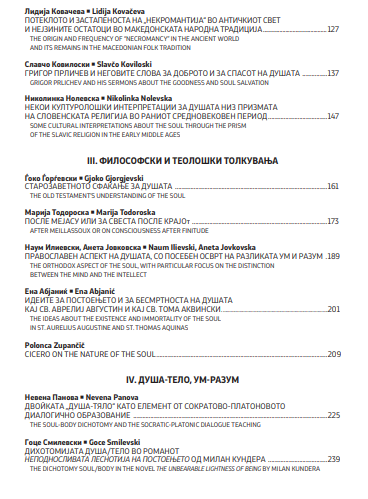 Лидија Ковачева ■ Lidija Kovačeva
ПОТЕКЛОТО И ЗАСТАПЕНОСТА НА „НЕКРОМАНТИЈА“ ВО АНТИЧКИОТ СВЕТ
И НЕЈЗИНИТЕ ОСТАТОЦИ ВО МАКЕДОНСКАТА НАРОДНА ТРАДИЦИЈА 127
THE ORIGIN AND FREQUENCY OF “NECROMANCY” IN THE ANCIENT WORLD
AND ITS REMAINS IN THE MACEDONIAN FOLK TRADITION
Славчо Ковилоски ■ Slavčo Koviloski
ГРИГОР ПРЛИЧЕВ И НЕГОВИТЕ СЛОВА ЗА ДОБРОТО И ЗА СПАСОТ НА ДУШАТА 137
GRIGOR PRLICHEV AND HIS SERMONS ABOUT THE GOODNESS AND SOUL SALVATION
Николинка Нолевска ■ Nikolinka Nolevska
НЕКОИ КУЛТУРОЛОШКИ ИНТЕРПРЕТАЦИИ ЗА ДУШАТА НИЗ ПРИЗМАТА
НА СЛОВЕНСКАТА РЕЛИГИЈА ВО РАНИОТ СРЕДНОВЕКОВЕН ПЕРИОД 147
SOME CULTURAL INTERPRETATIONS ABOUT THE SOUL THROUGH THE PRISM
OF THE SLAVIC RELIGION IN THE EARLY MIDDLE AGES
III. ФИЛОСОФСКИ И ТЕОЛОШКИ ТОЛКУВАЊА
Ѓоко Ѓорѓевски ■ Gjoko Gjorgjevski
СТАРОЗАВЕТНОТО СФАЌАЊЕ ЗА ДУШАТА 161
THE OLD TESTAMENT’S UNDERSTANDING OF THE SOUL
Марија Тодороска ■ Marija Todoroska
ПОСЛЕ МЕЈАСУ ИЛИ ЗА СВЕСТА ПОСЛЕ КРАЈОТ 173
AFTER MEILLASSOUX OR ON CONSCIOUSNESS AFTER FINITUDE
Наум Илиевски, Анета Јовковска ■ Naum Ilievski, Aneta Jovkovska
ПРАВОСЛАВЕН АСПЕКТ НА ДУШАТА, СО ПОСЕБЕН ОСВРТ НА РАЗЛИКАТА УМ И РАЗУМ .189
THE ORTHODOX ASPECT OF THE SOUL, WITH PARTICULAR FOCUS ON THE DISTINCTION
BETWEEN THE MIND AND THE INTELLECT
Ена Абјаниќ ■ Ena Abjanić
ИДЕИТЕ ЗА ПОСТОЕЊЕТО И ЗА БЕСМРТНОСТА НА ДУШАТА
КАЈ СВ. АВРЕЛИЈ АВГУСТИН И КАЈ СВ. ТОМА АКВИНСКИ 201
THE IDEAS ABOUT THE EXISTENCE AND IMMORTALITY OF THE SOUL
IN ST. AURELIUS AUGUSTINE AND ST. THOMAS AQUINAS
Polonca Zupančič
CICERO ON THE NATURE OF THE SOUL 209
IV. ДУША-ТЕЛО, УМ-РАЗУМ
Невена Панова ■ Nevena Panova
ДВОЙКАТА „ДУША-ТЯЛО“ КАТО ЕЛЕМЕНТ ОТ СОКРАТОВО-ПЛАТОНОВОТО
ДИАЛОГИЧНО ОБРАЗОВАНИЕ 225
THE SOUL-BODY DICHOTOMY AND THE SOCRATIC-PLATONIC DIALOGUE TEACHING
Гоце Смилевски ■ Goce Smilevski
ДИХОТОМИЈАТА ДУША/ТЕЛО ВО РОМАНОТ
НЕПОДНОСЛИВАТА ЛЕСНОТИЈА НА ПОСТОЕЊЕТО ОД МИЛАН КУНДЕРА 239
THE DICHOTOMY SOUL/BODY IN THE NOVEL THE UNBEARABLE LIGHTNESS OF BEING BY MILAN KUNDERA